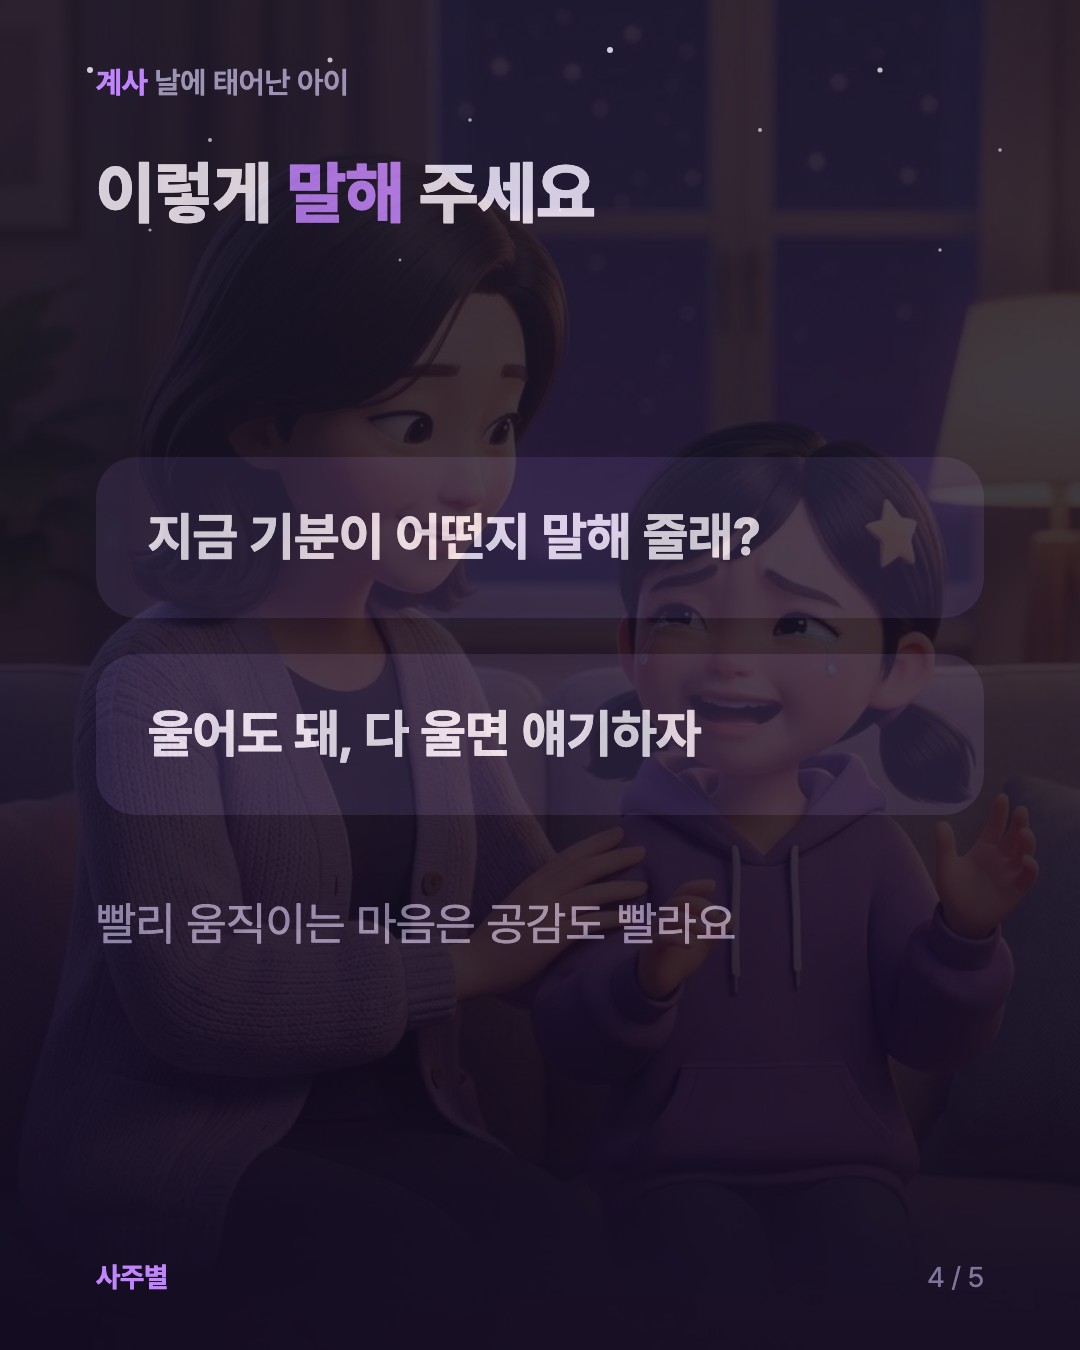 계사 날에 태어난 아이
이렇게 말해 주세요
지금 기분이 어떤지 말해 줄래?
울어도 돼, 다 울면 얘기하자
빨리 움직이는 마음은 공감도 빨라요
사주별
4 / 5